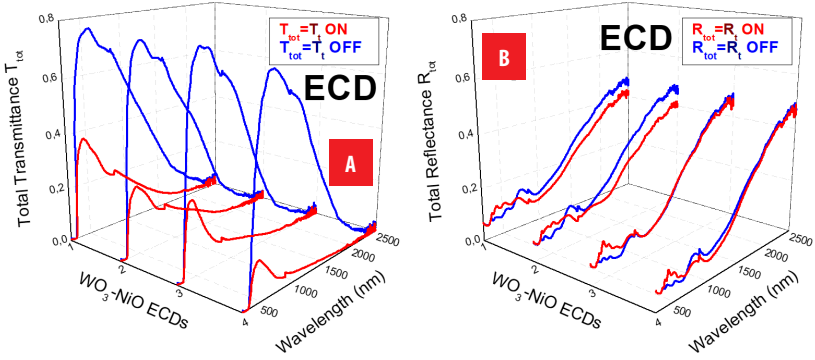 0,8
0,6
0,4
0,2
0,0
Total Transmittance T_tot
T_tot=T_t ON
T_tot=T_t OFF
ECD
A
1
2
3
4
WO_3-NiO ECDs
500
1000
1500
2000
2500
Wavelength (nm)
0,8
0,6
0,4
0,2
0,0
Total Reflectance R_tot
ECD
R_tot=R_t ON
R_tot=R_t OFF
B
1
2
3
4
WO_3-NiO ECDs
500
1000
1500
2000
2500
Wavelength (nm)